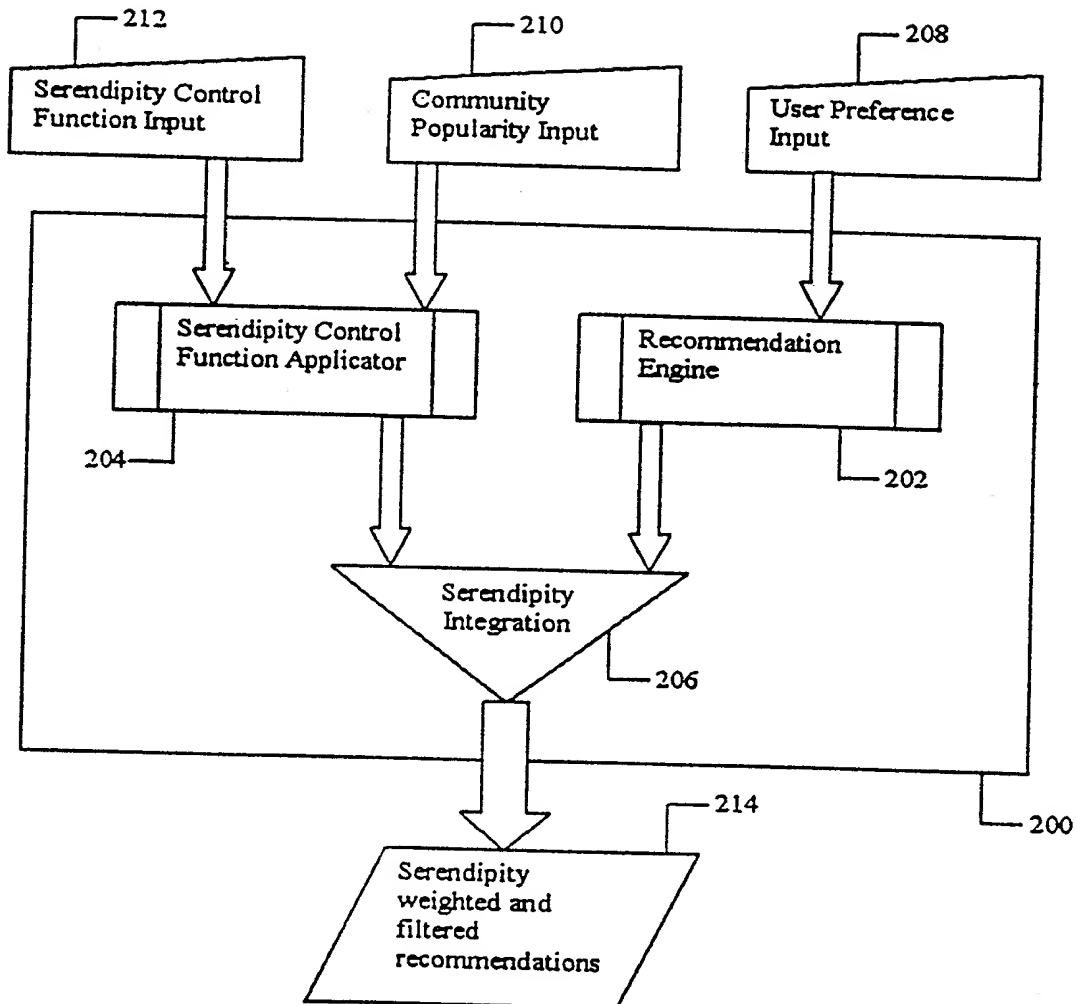 212
210
208
Serendipity Control
Function Input
Community
Popularity Input
User Preference
Input
Serendipity Control
Function Applicator
Recommendation
Engine
204
202
Serendipity
Integration
206
200
214
Serendipity
weighted and
filtered
recommendations